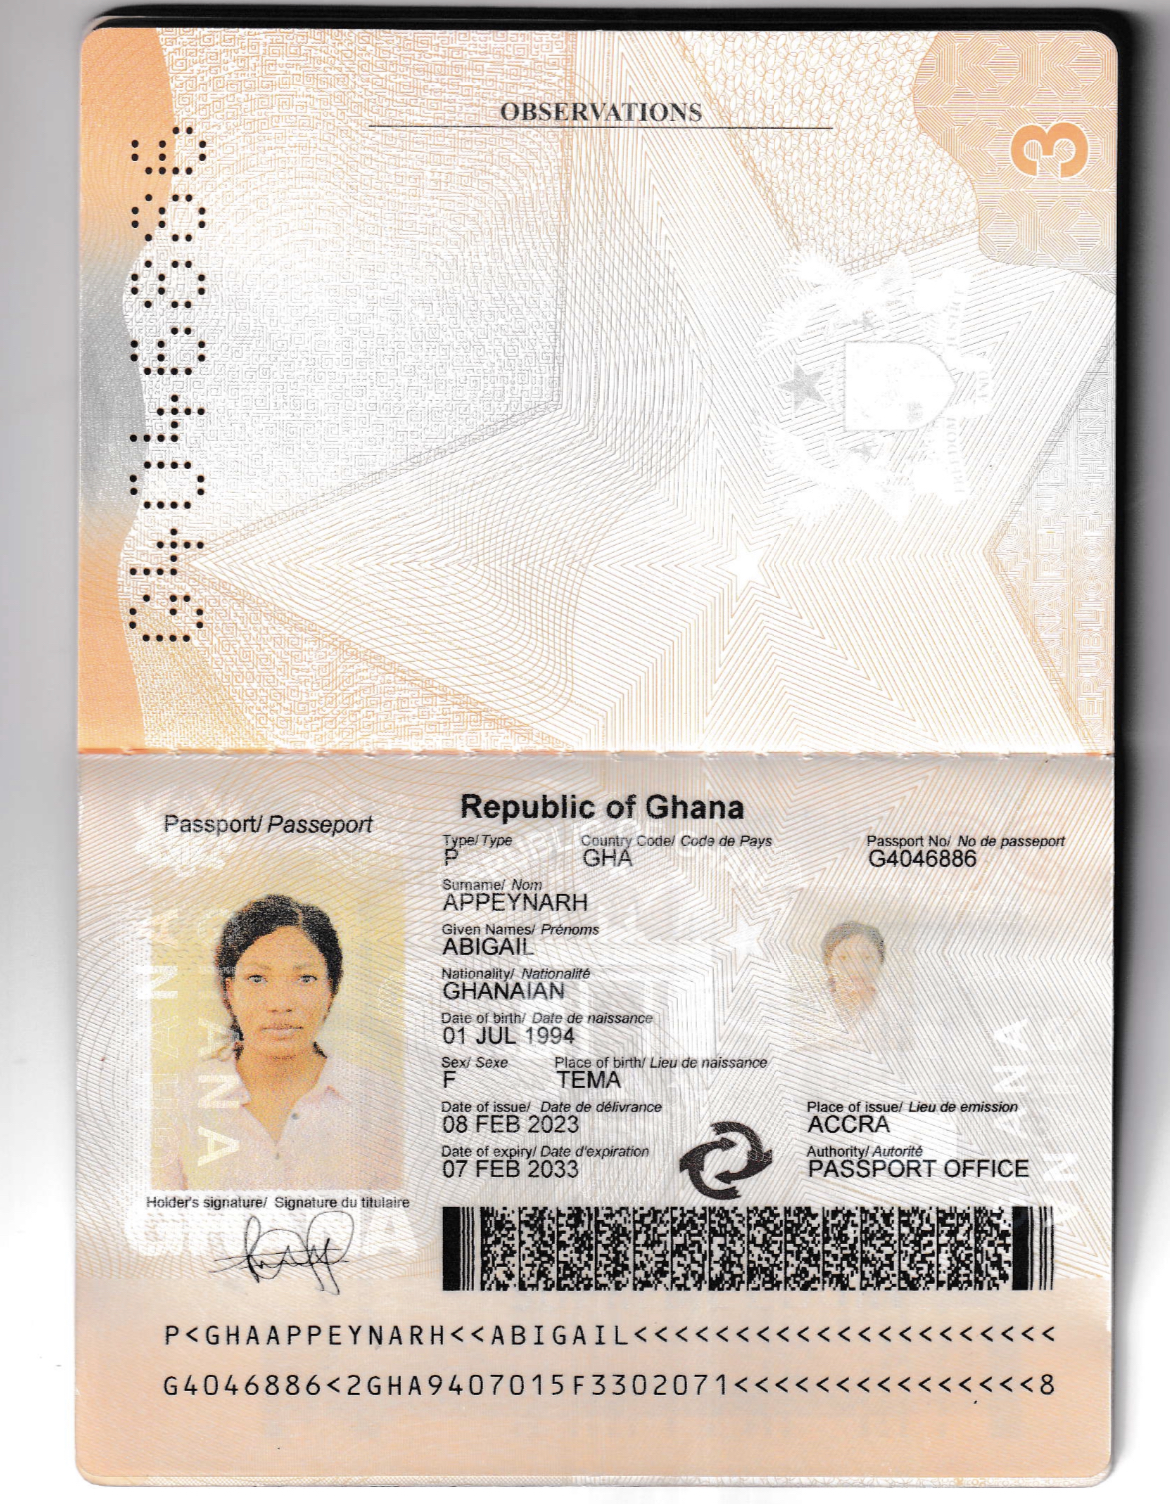 OBSERVATIONS
3
G4046886
Republic of Ghana
Passport/ Passeport
Type/ Type Country Code/ Code de Pays Passport No/ No de passeport
P GHA G4046886
Surname/ Nom
APPEYNARH
Given Names/ Prénoms
ABIGAIL
Nationality/ Nationalité
GHANAIAN
Date of birth/ Date de naissance
01 JUL 1994
Sex/ Sexe Place of birth/ Lieu de naissance
F TEMA
Date of issue/ Date de délivrance Place of issue/ Lieu de emission
08 FEB 2023 ACCRA
Date of expiry/ Date d'expiration Authority/ Autorité
07 FEB 2033 PASSPORT OFFICE
Holder's signature/ Signature du titulaire
P<GHAAPPEYNARH<<ABIGAIL<<<<<<<<<<<<<<<<<<<<<
G4046886<2GHA9407015F3302071<<<<<<<<<<<<<<<8